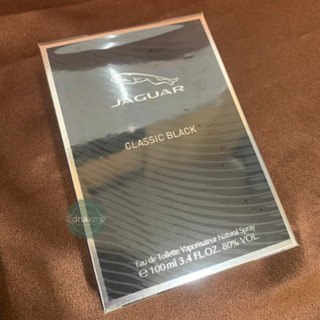 JAGUAR
CLASSIC BLACK
Eau de Toilette Vaporisateur Natural Spray
℮ 100 ml 3.4 FL.OZ. 80% VOL.